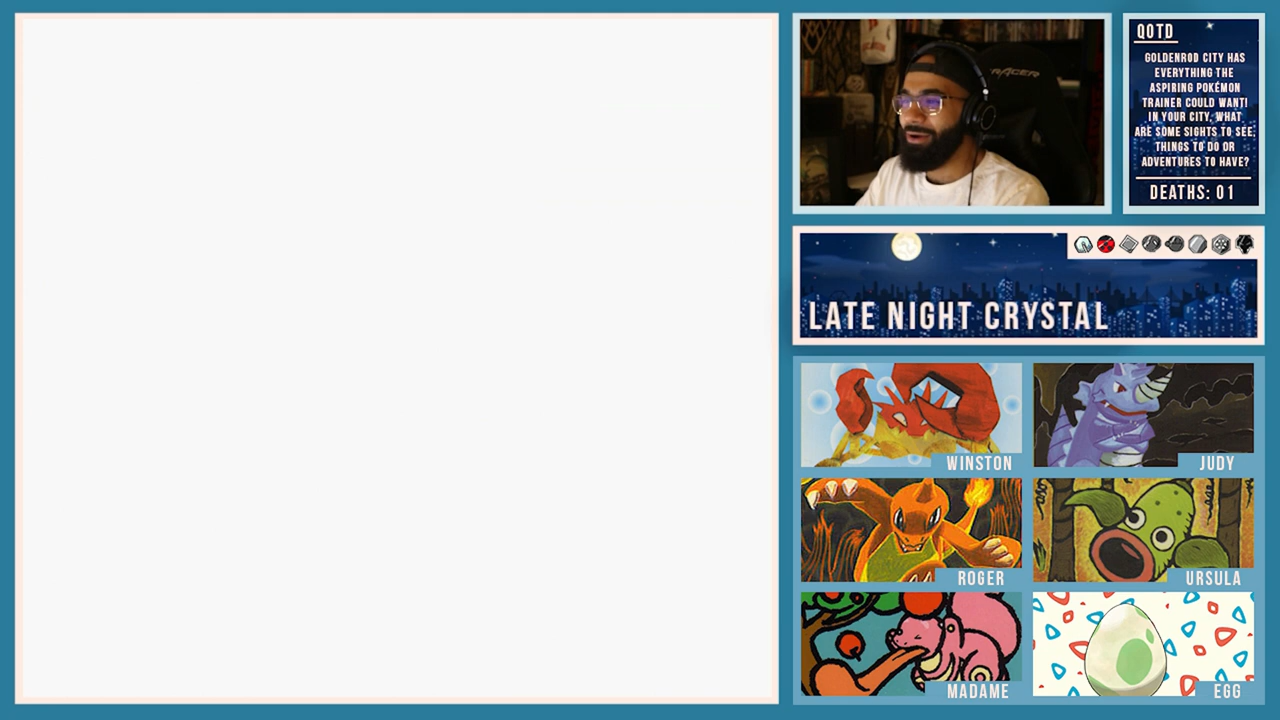 QOTD
GOLDENROD CITY HAS
EVERYTHING THE
ASPIRING POKÉMON
TRAINER COULD WANT!
IN YOUR CITY, WHAT
ARE SOME SIGHTS TO SEE,
THINGS TO DO OR
ADVENTURES TO HAVE?
DEATHS: 01
RACER
LATE NIGHT CRYSTAL
WINSTON
JUDY
ROGER
URSULA
MADAME
EGG